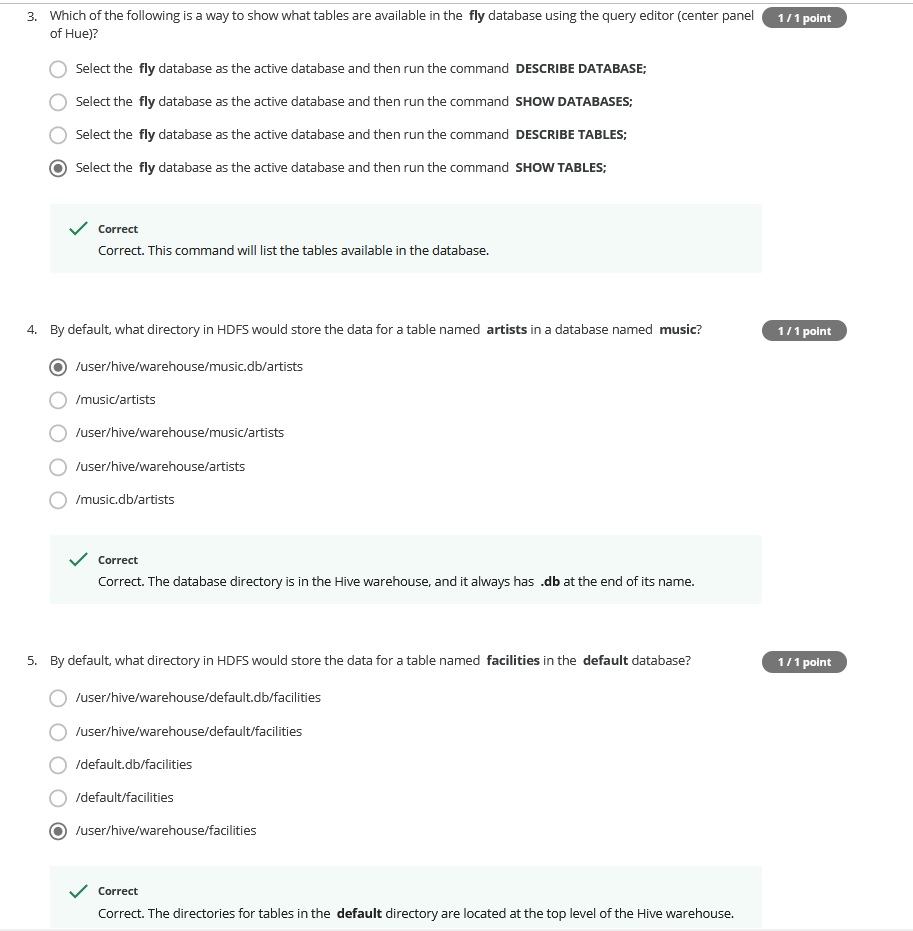 3. Which of the following is a way to show what tables are available in the fly database using the query editor (center panel of Hue)?
1 / 1 point
Select the fly database as the active database and then run the command DESCRIBE DATABASE;
Select the fly database as the active database and then run the command SHOW DATABASES;
Select the fly database as the active database and then run the command DESCRIBE TABLES;
Select the fly database as the active database and then run the command SHOW TABLES;
Correct
Correct. This command will list the tables available in the database.
4. By default, what directory in HDFS would store the data for a table named artists in a database named music?
1 / 1 point
/user/hive/warehouse/music.db/artists
/music/artists
/user/hive/warehouse/music/artists
/user/hive/warehouse/artists
/music.db/artists
Correct
Correct. The database directory is in the Hive warehouse, and it always has .db at the end of its name.
5. By default, what directory in HDFS would store the data for a table named facilities in the default database?
1 / 1 point
/user/hive/warehouse/default.db/facilities
/user/hive/warehouse/default/facilities
/default.db/facilities
/default/facilities
/user/hive/warehouse/facilities
Correct
Correct. The directories for tables in the default directory are located at the top level of the Hive warehouse.